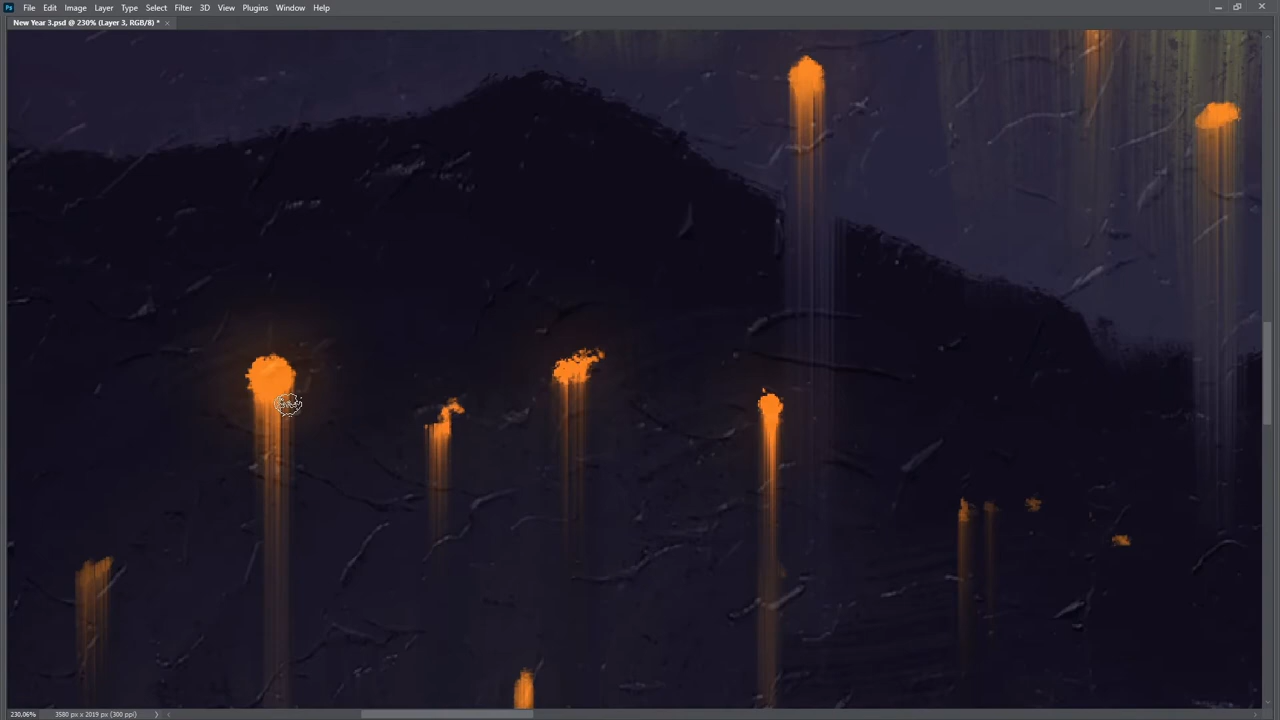 Ps File Edit Image Layer Type Select Filter 3D View Plugins Window Help
New Year 3.psd @ 230% (Layer 3, RGB/8) *
230,06% 3580 px x 2019 px (300 ppi)